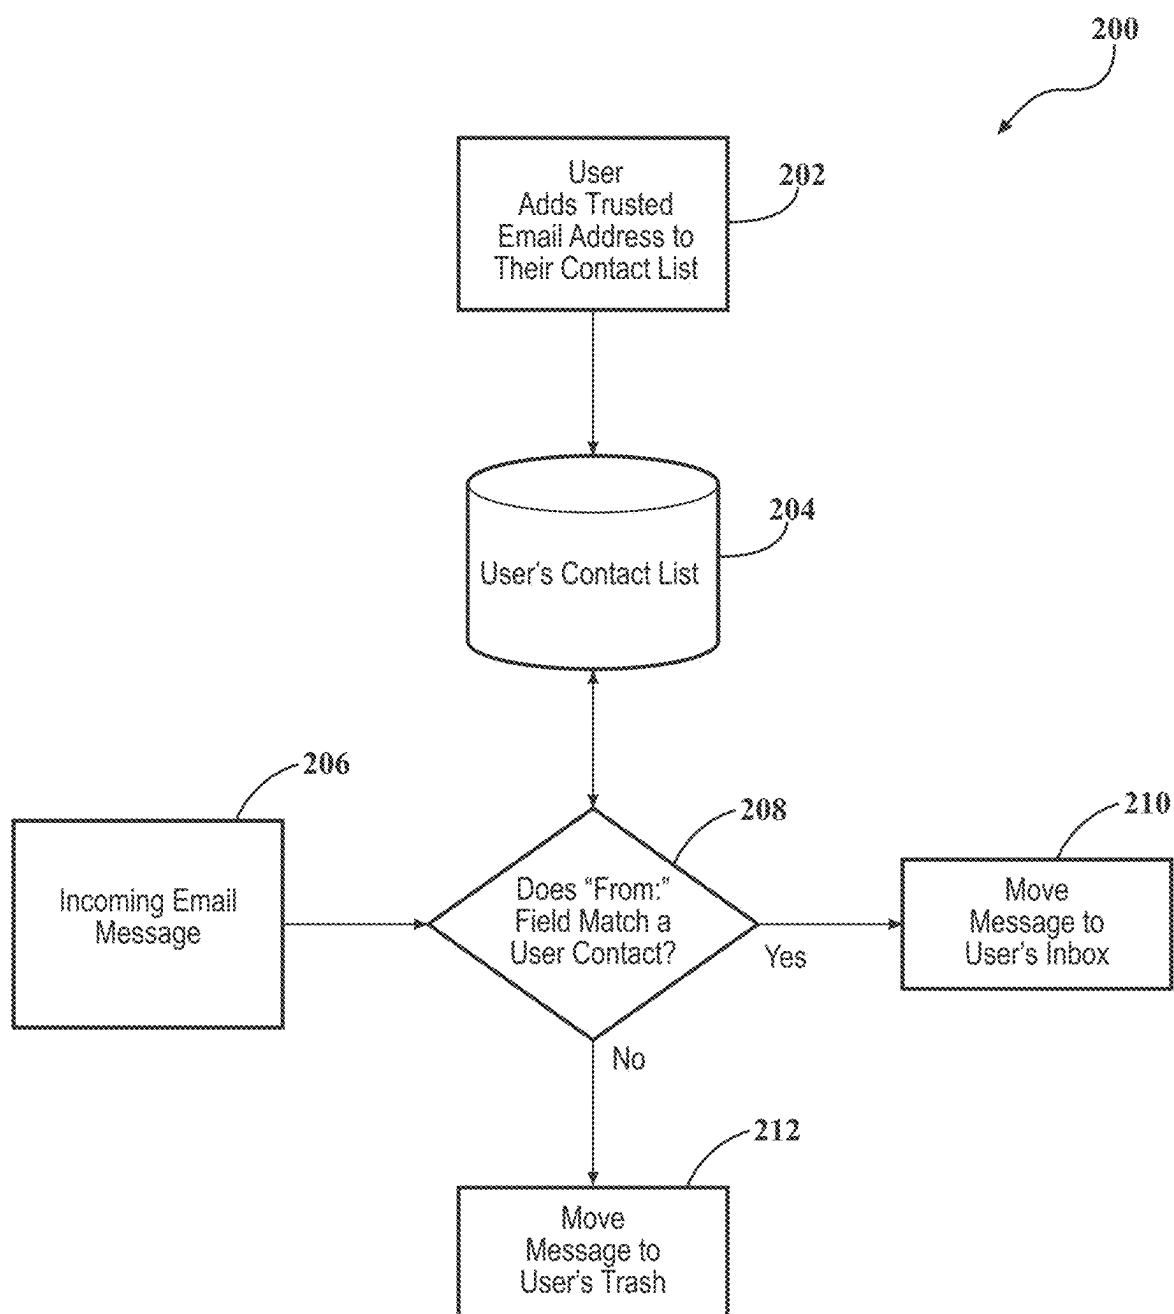 200
User
Adds Trusted
Email Address to
Their Contact List
202
User's Contact List
204
206
Incoming Email
Message
208
Does “From:”
Field Match a
User Contact?
Yes
210
Move
Message to
User's Inbox
No
212
Move
Message to
User's Trash